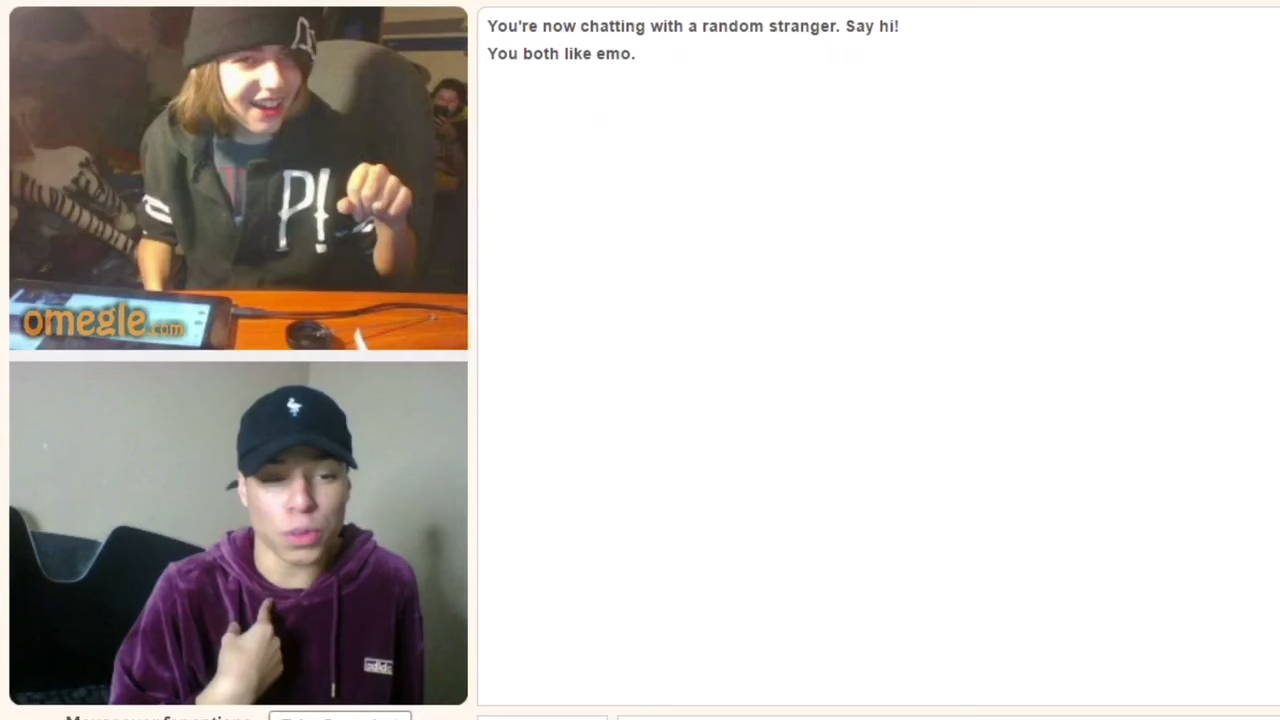 You're now chatting with a random stranger. Say hi!
You both like emo.
P!
omegle.com
adidas